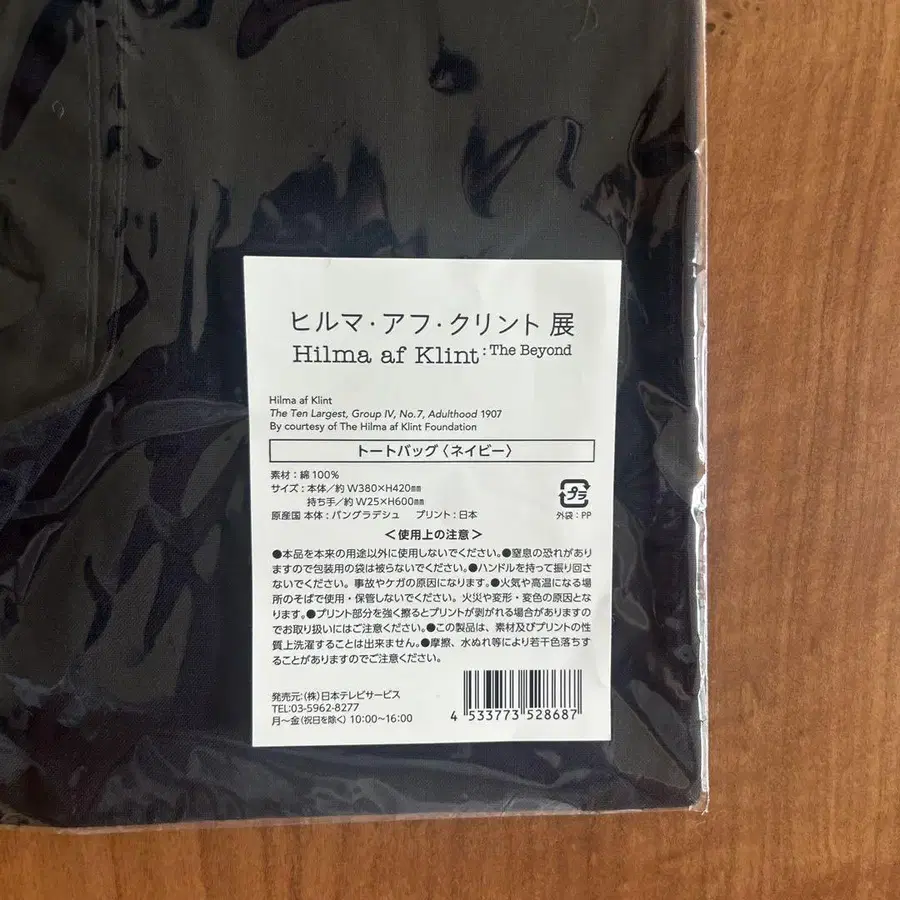 ヒルマ・アフ・クリント 展
Hilma af Klint : The Beyond
Hilma af Klint
The Ten Largest, Group IV, No.7, Adulthood 1907
By courtesy of The Hilma af Klint Foundation
トートバッグ〈ネイビー〉
素材：綿 100%
サイズ：本体／約 W380×H420㎜
持ち手／約 W25×H600㎜
原産国 本体：バングラデシュ プリント：日本
プラ
外袋：PP
＜使用上の注意＞
●本品を本来の用途以外に使用しないでください。●窒息の恐れがあり
ますので包装用の袋は被らないでください。●ハンドルを持って振り回さ
ないでください。事故やケガの原因になります。●火気や高温になる場
所のそばで使用・保管しないでください。火災や変形・変色の原因とな
ります。●プリント部分を強く擦るとプリントが剥がれる場合がありますの
でお取り扱いにはご注意ください。●この製品は、素材及びプリントの性
質上洗濯することは出来ません。●摩擦、水ぬれ等により若干色落ちす
ることがありますのでご注意ください。
発売元：（株）日本テレビサービス
TEL:03-5962-8277
月～金（祝日を除く）10:00～16:00
4 533773 528687